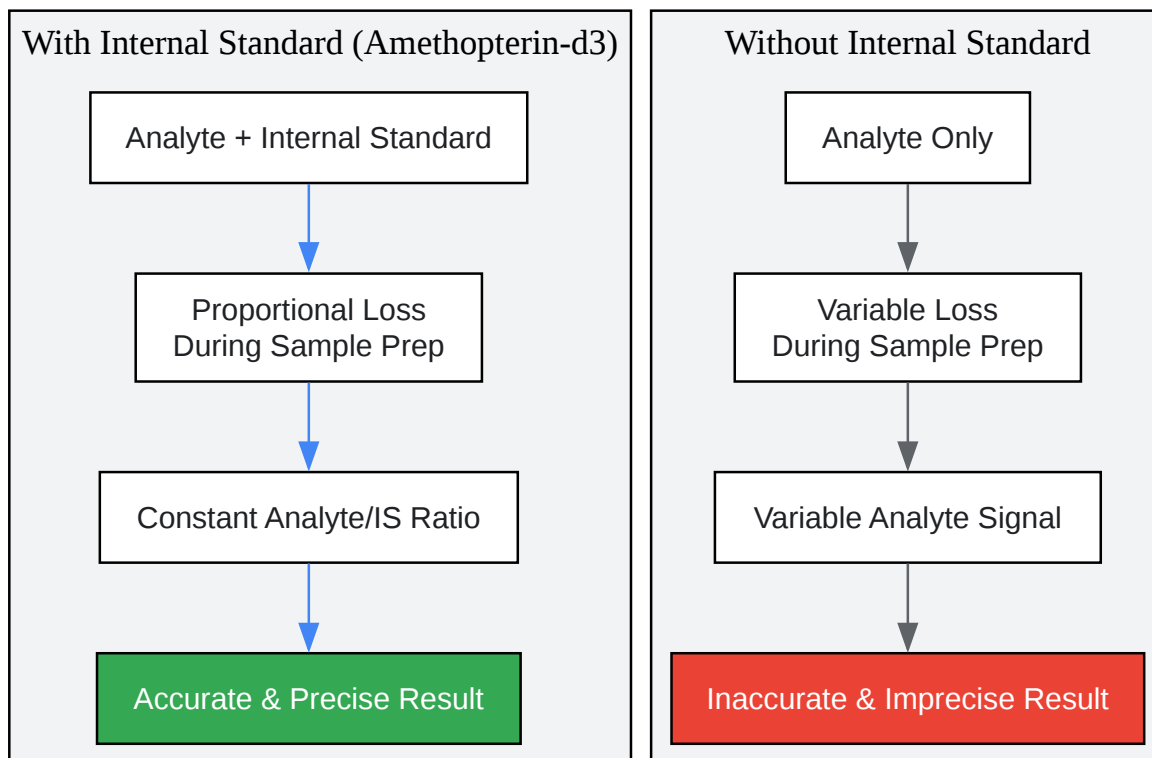 With Internal Standard (Amethopterin-d3)
Analyte + Internal Standard
Proportional Loss
During Sample Prep
Constant Analyte/IS Ratio
Accurate & Precise Result
Without Internal Standard
Analyte Only
Variable Loss
During Sample Prep
Variable Analyte Signal
Inaccurate & Imprecise Result